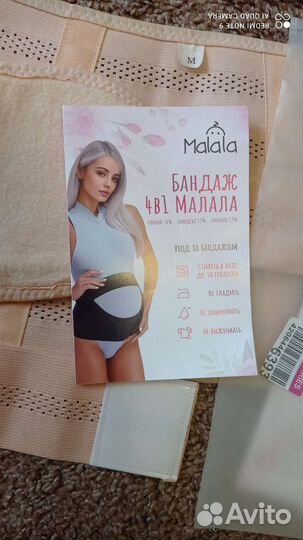 REDMI NOTE 9
AI QUAD CAMERA
M
Malala
БАНДАЖ
4В1 МАЛАЛА
УХОД ЗА БАНДАЖОМ
СТИРАТЬ В ВОДЕ
ДО 30 ГРАДУСОВ
НЕ ГЛАДИТЬ
НЕ ЗАМАЧИВАТЬ
НЕ ВЫЖИМАТЬ
Avito